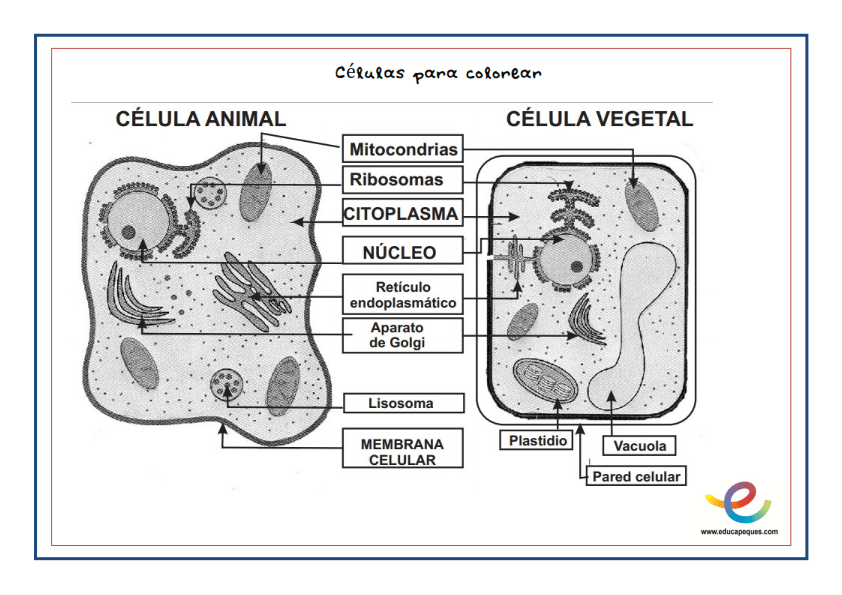 Células para colorear
CÉLULA ANIMAL
CÉLULA VEGETAL
Mitocondrias
Ribosomas
CITOPLASMA
NÚCLEO
Retículo
endoplasmático
Aparato
de Golgi
Lisosoma
MEMBRANA
CELULAR
Plastidio
Vacuola
Pared celular
www.educapeques.com